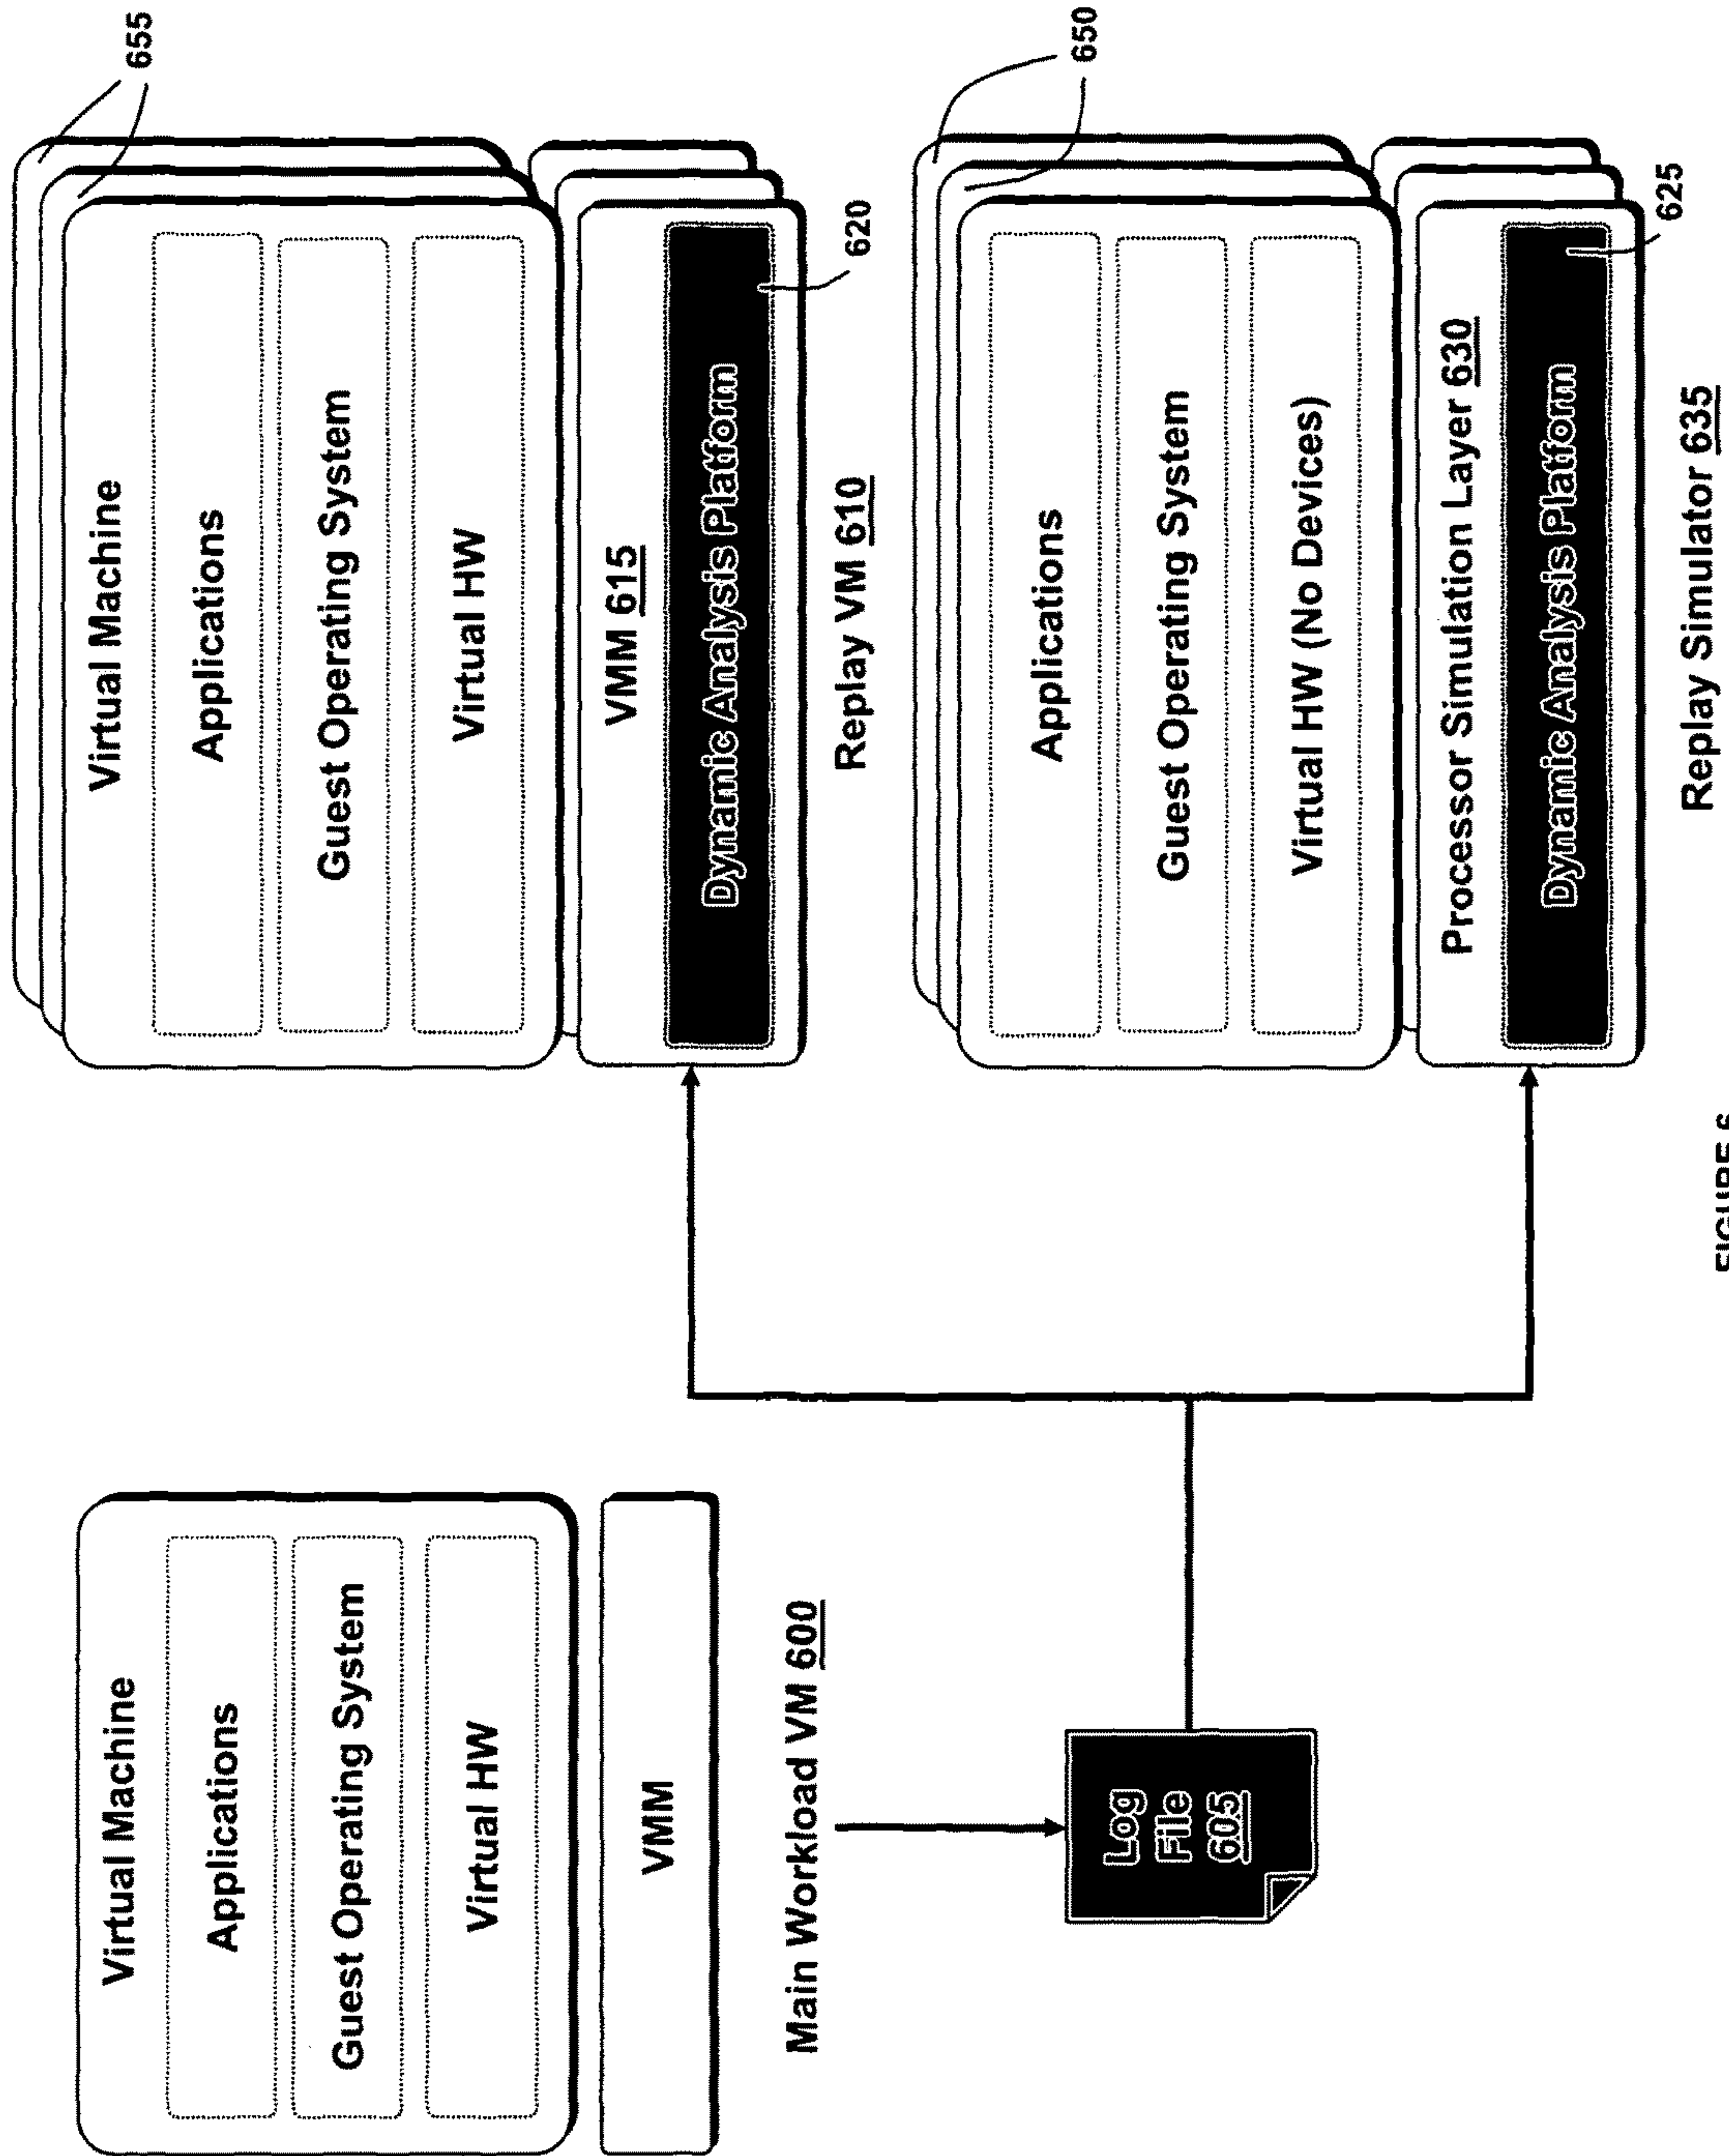 Virtual Machine
Applications
Guest Operating System
Virtual HW
VMM
Main Workload VM 600
Log
File
605
655
Virtual Machine
Applications
Guest Operating System
Virtual HW
VMM 615
Dynamic Analysis Platform
620
Replay VM 610
650
Applications
Guest Operating System
Virtual HW (No Devices)
Processor Simulation Layer 630
Dynamic Analysis Platform
625
Replay Simulator 635
FIGURE 6